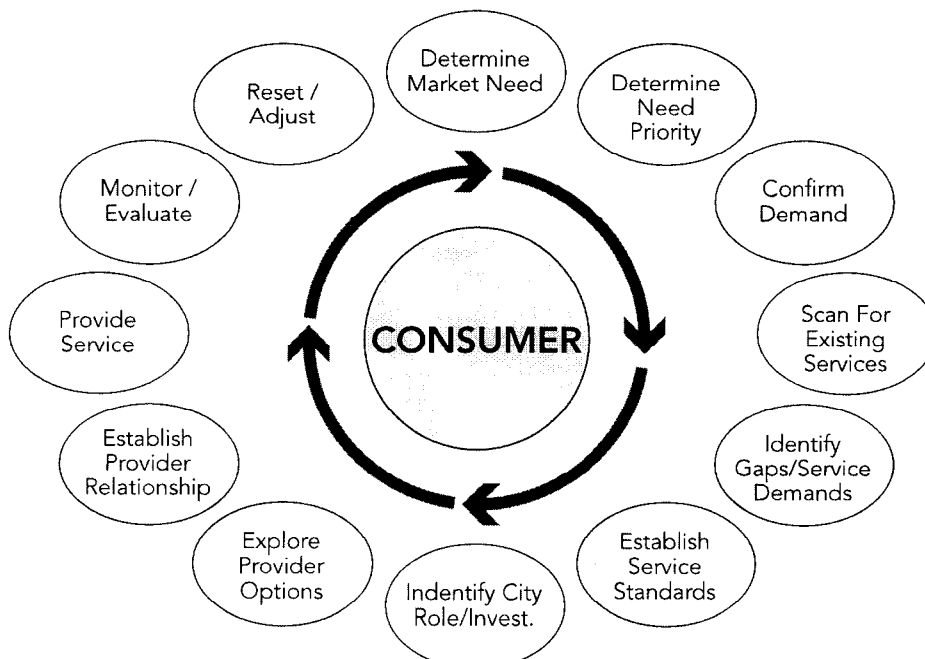 Determine
Market Need
Determine
Need
Priority
Confirm
Demand
Scan For
Existing
Services
Identify
Gaps/Service
Demands
Establish
Service
Standards
Indentify City
Role/Invest.
Explore
Provider
Options
Establish
Provider
Relationship
Provide
Service
Monitor /
Evaluate
Reset /
Adjust
CONSUMER